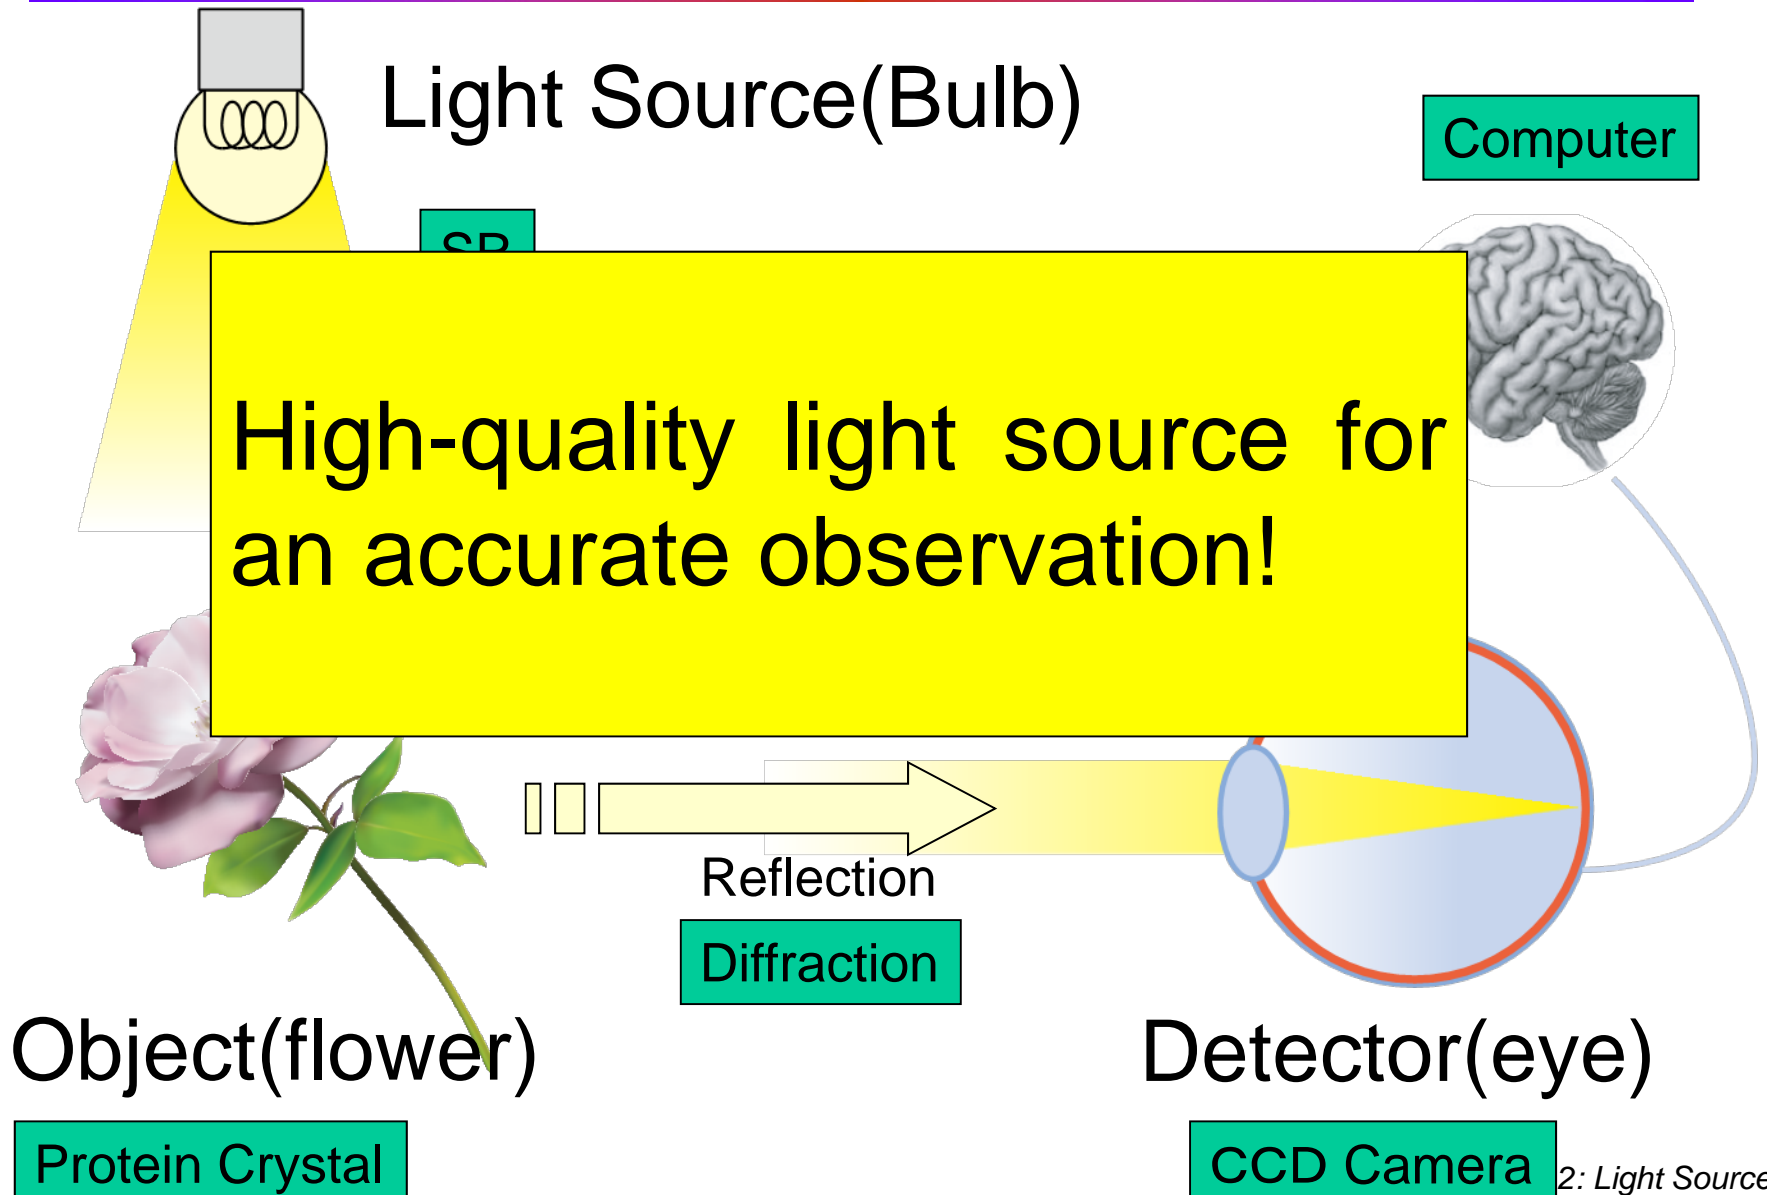 Light Source(Bulb)
Computer
SR
High-quality light source for
an accurate observation!
Reflection
Diffraction
Object(flower)
Detector(eye)
Protein Crystal
CCD Camera
2: Light Source